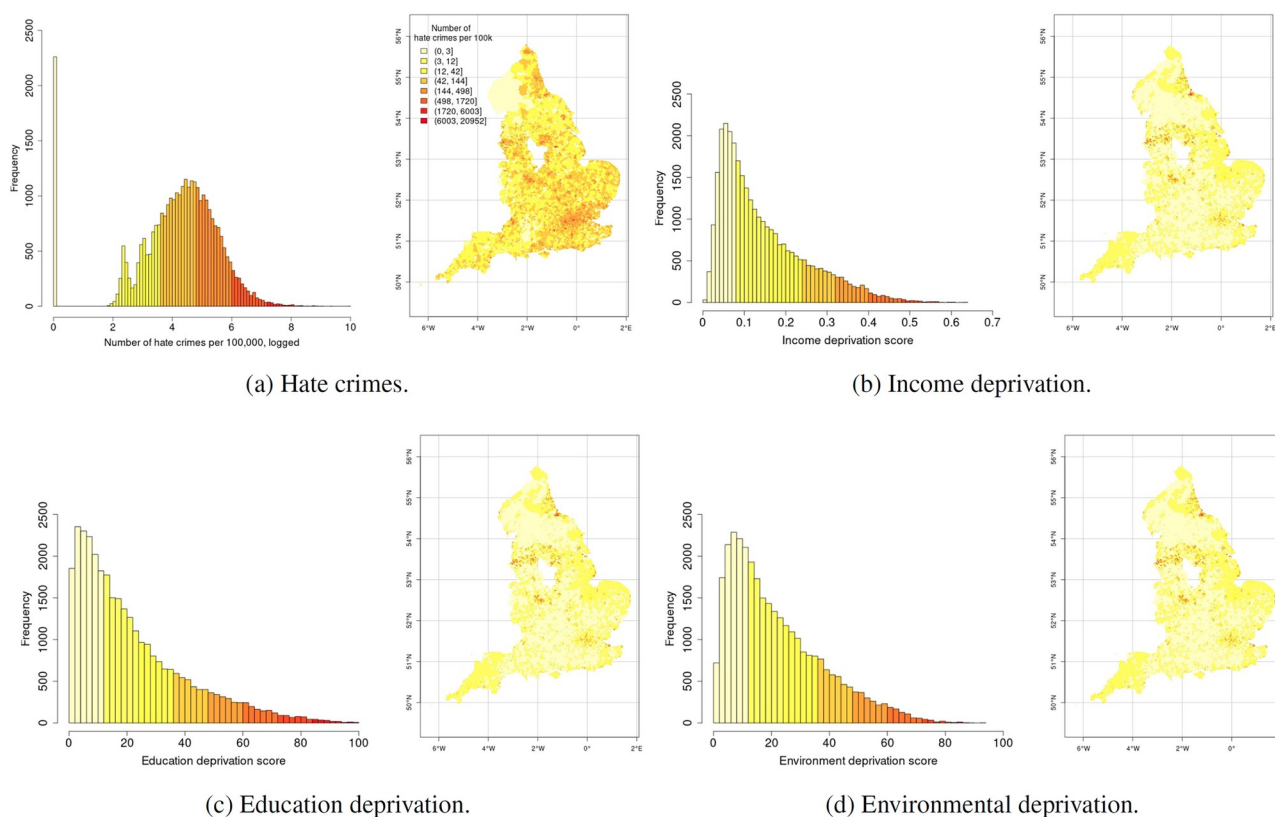 Frequency
0
500
1000
1500
2000
2500
0
2
4
6
8
10
Number of hate crimes per 100,000, logged
Number of
hate crimes per 100k
(0, 3]
(3, 12]
(12, 42]
(42, 144]
(144, 498]
(498, 1720]
(1720, 6003]
(6003, 20952]
56°N
55°N
54°N
53°N
52°N
51°N
50°N
6°W
4°W
2°W
0°
2°E
(a) Hate crimes.
Frequency
0
500
1000
1500
2000
2500
0
0.1
0.2
0.3
0.4
0.5
0.6
0.7
Income deprivation score
56°N
55°N
54°N
53°N
52°N
51°N
50°N
6°W
4°W
2°W
0°
2°E
(b) Income deprivation.
Frequency
0
500
1000
1500
2000
2500
0
20
40
60
80
100
Education deprivation score
56°N
55°N
54°N
53°N
52°N
51°N
50°N
6°W
4°W
2°W
0°
2°E
(c) Education deprivation.
Frequency
0
500
1000
1500
2000
2500
0
20
40
60
80
100
Environment deprivation score
56°N
55°N
54°N
53°N
52°N
51°N
50°N
6°W
4°W
2°W
0°
(d) Environmental deprivation.